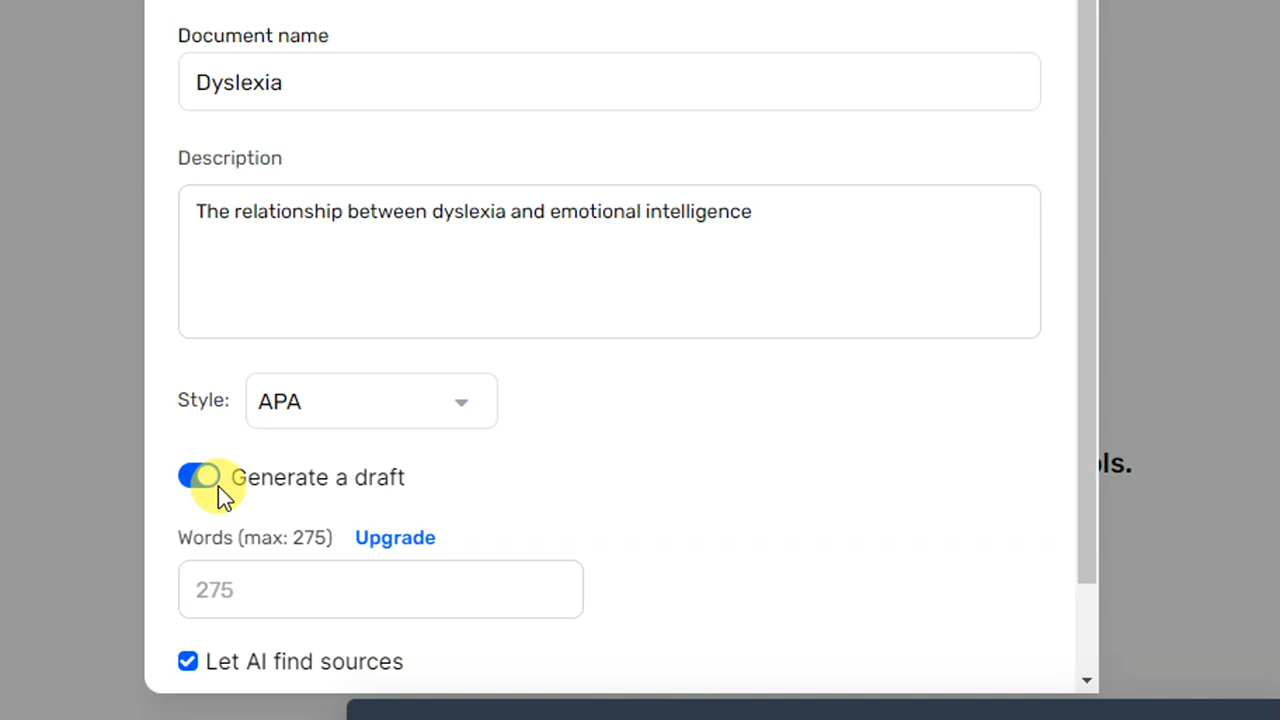 Document name
Dyslexia
Description
The relationship between dyslexia and emotional intelligence
Style: APA
Generate a draft
Words (max: 275) Upgrade
275
Let AI find sources